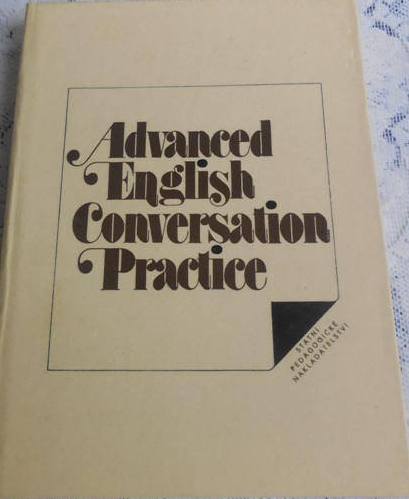 Advanced
English
Conversation
Practice
STÁTNÍ
PEDAGOGICKÉ
NAKLADATELSTVÍ